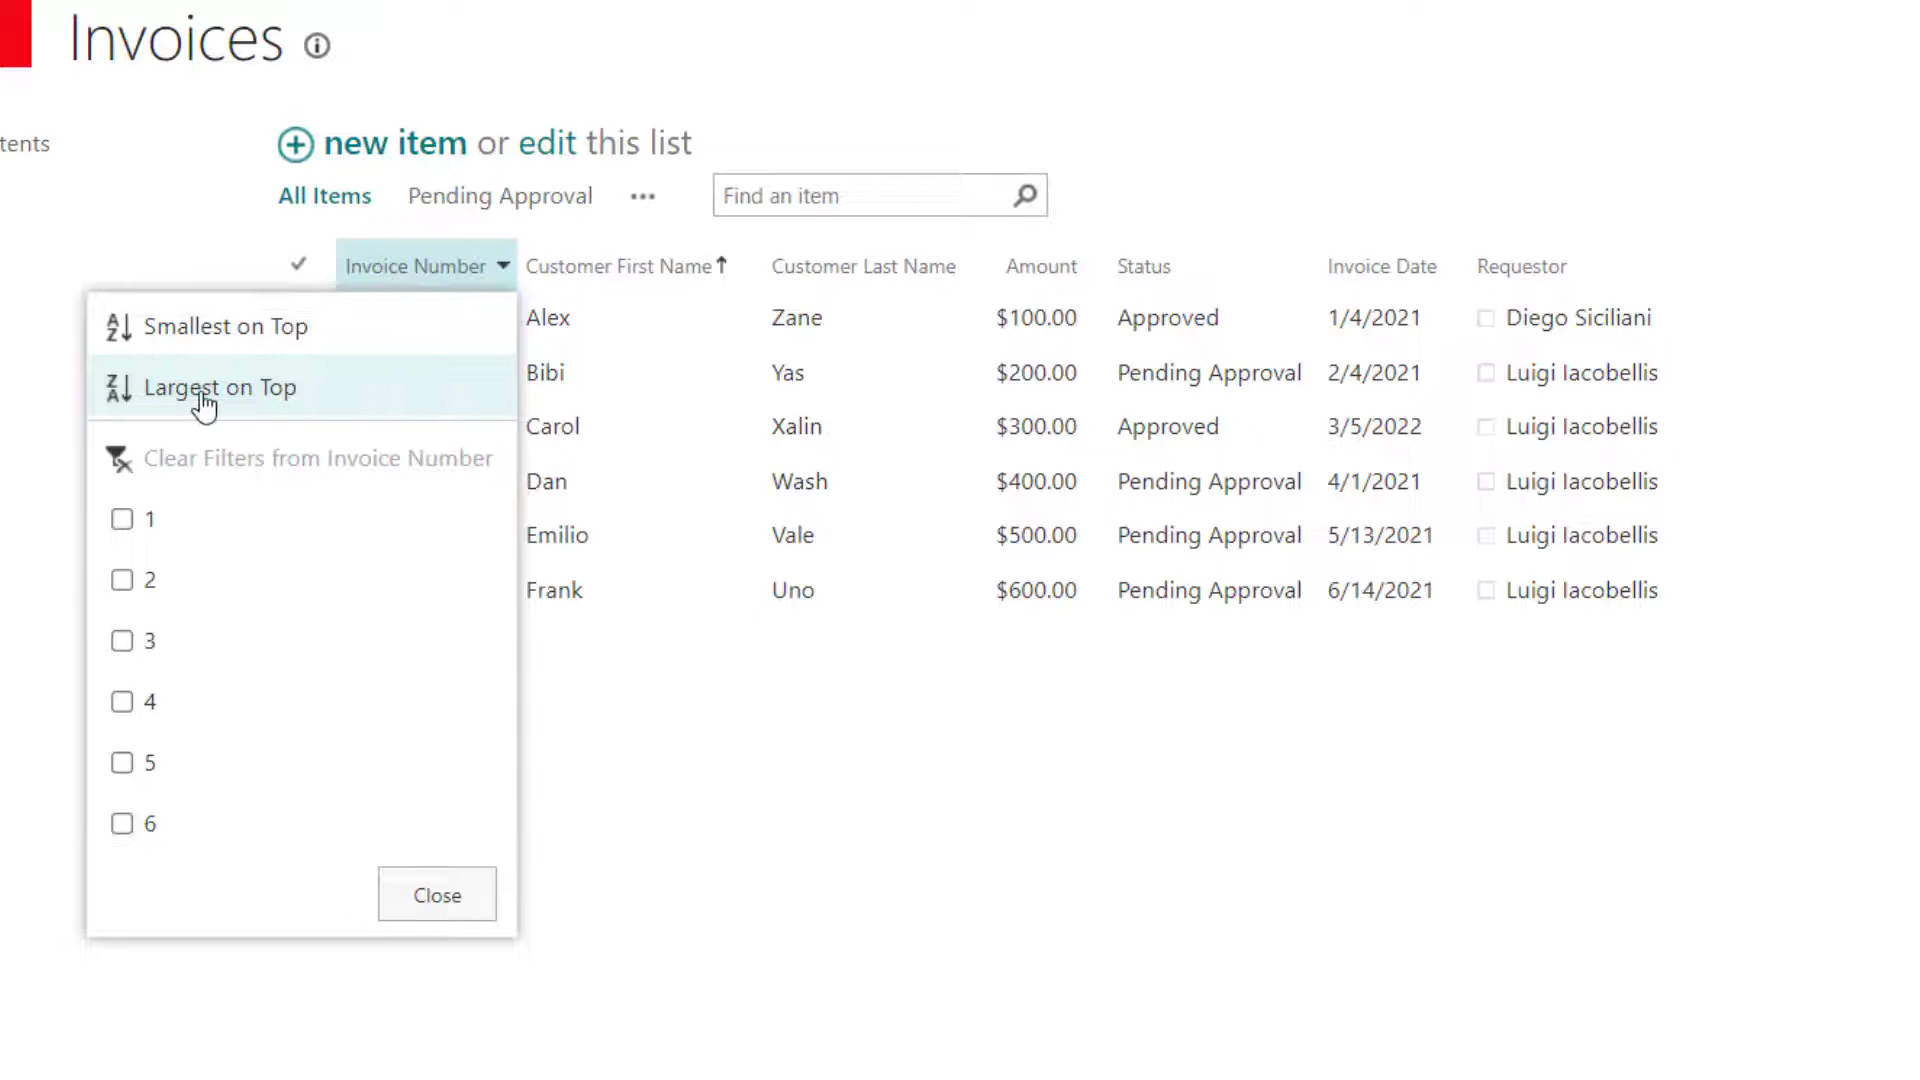 Invoices
tents
new item or edit this list
All Items Pending Approval ... Find an item
Invoice Number Customer First Name Customer Last Name Amount Status Invoice Date Requestor
Smallest on Top
Largest on Top
Clear Filters from Invoice Number
1
2
3
4
5
6
Close
Alex Zane $100.00 Approved 1/4/2021 Diego Siciliani
Bibi Yas $200.00 Pending Approval 2/4/2021 Luigi Iacobellis
Carol Xalin $300.00 Approved 3/5/2022 Luigi Iacobellis
Dan Wash $400.00 Pending Approval 4/1/2021 Luigi Iacobellis
Emilio Vale $500.00 Pending Approval 5/13/2021 Luigi Iacobellis
Frank Uno $600.00 Pending Approval 6/14/2021 Luigi Iacobellis